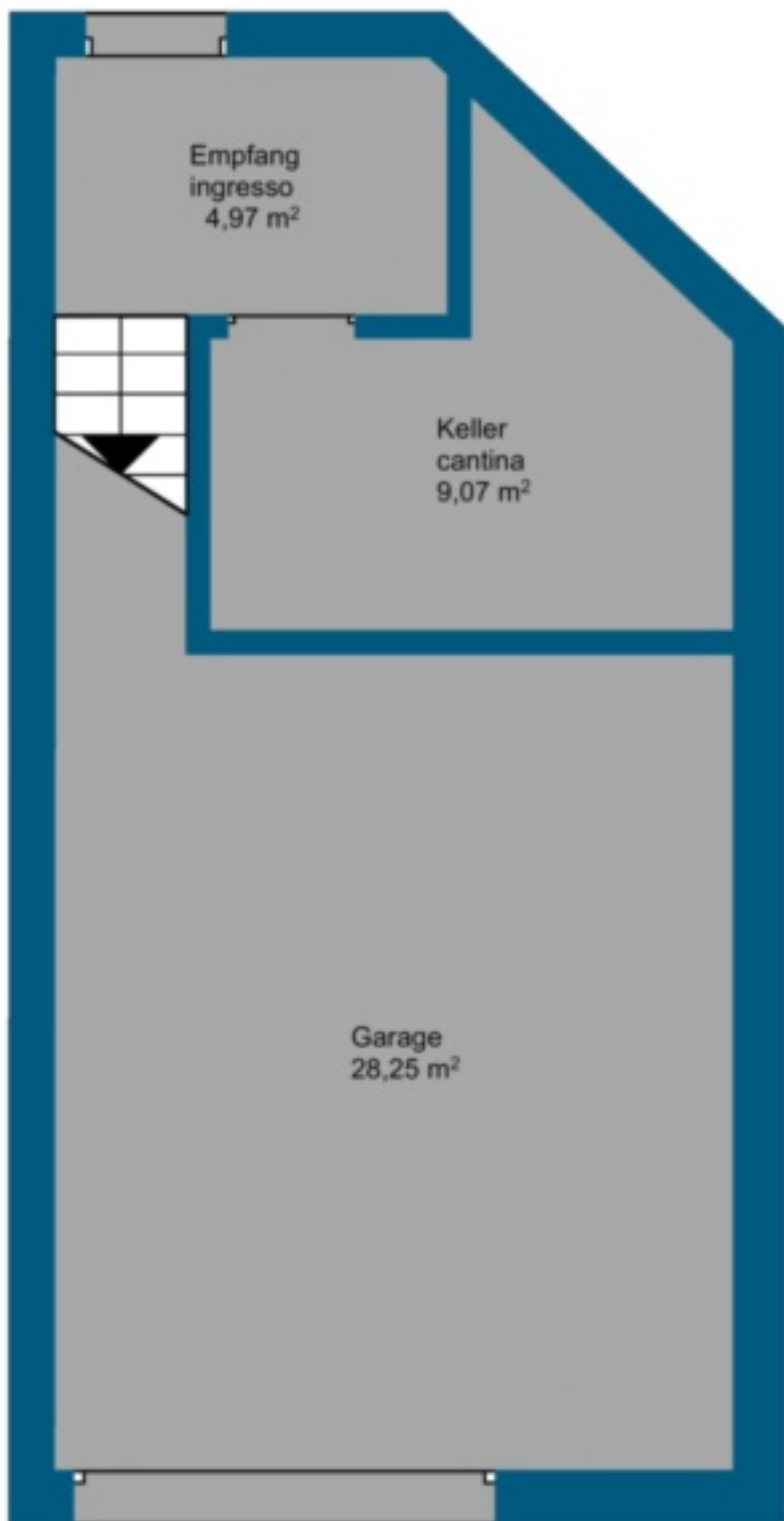 Empfang
ingresso
4,97 m²
Keller
cantina
9,07 m²
Garage
28,25 m²